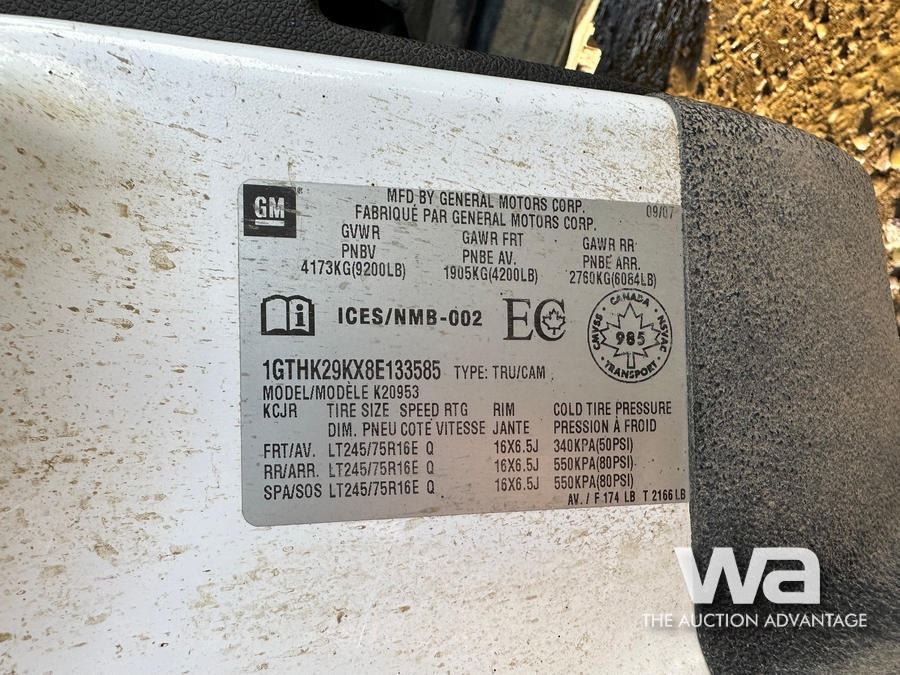 GM
MFD BY GENERAL MOTORS CORP.
FABRIQUÉ PAR GENERAL MOTORS CORP.
09/07
GVWR GAWR FRT GAWR RR
PNBV PNBE AV. PNBE ARR.
4173KG(9200LB) 1905KG(4200LB) 2760KG(6084LB)
ICES/NMB-002 EC
CANADA
CMVSS 985 NSVAC
TRANSPORT
1GTHK29KX8E133585 TYPE: TRU/CAM
MODEL/MODÈLE K20953
KCJR TIRE SIZE SPEED RTG RIM COLD TIRE PRESSURE
DIM. PNEU COTE VITESSE JANTE PRESSION À FROID
FRT/AV. LT245/75R16E Q 16X6.5J 340KPA(50PSI)
RR/ARR. LT245/75R16E Q 16X6.5J 550KPA(80PSI)
SPA/SOS LT245/75R16E Q 16X6.5J 550KPA(80PSI)
AV. / F 174 LB T 2166 LB
wa
THE AUCTION ADVANTAGE